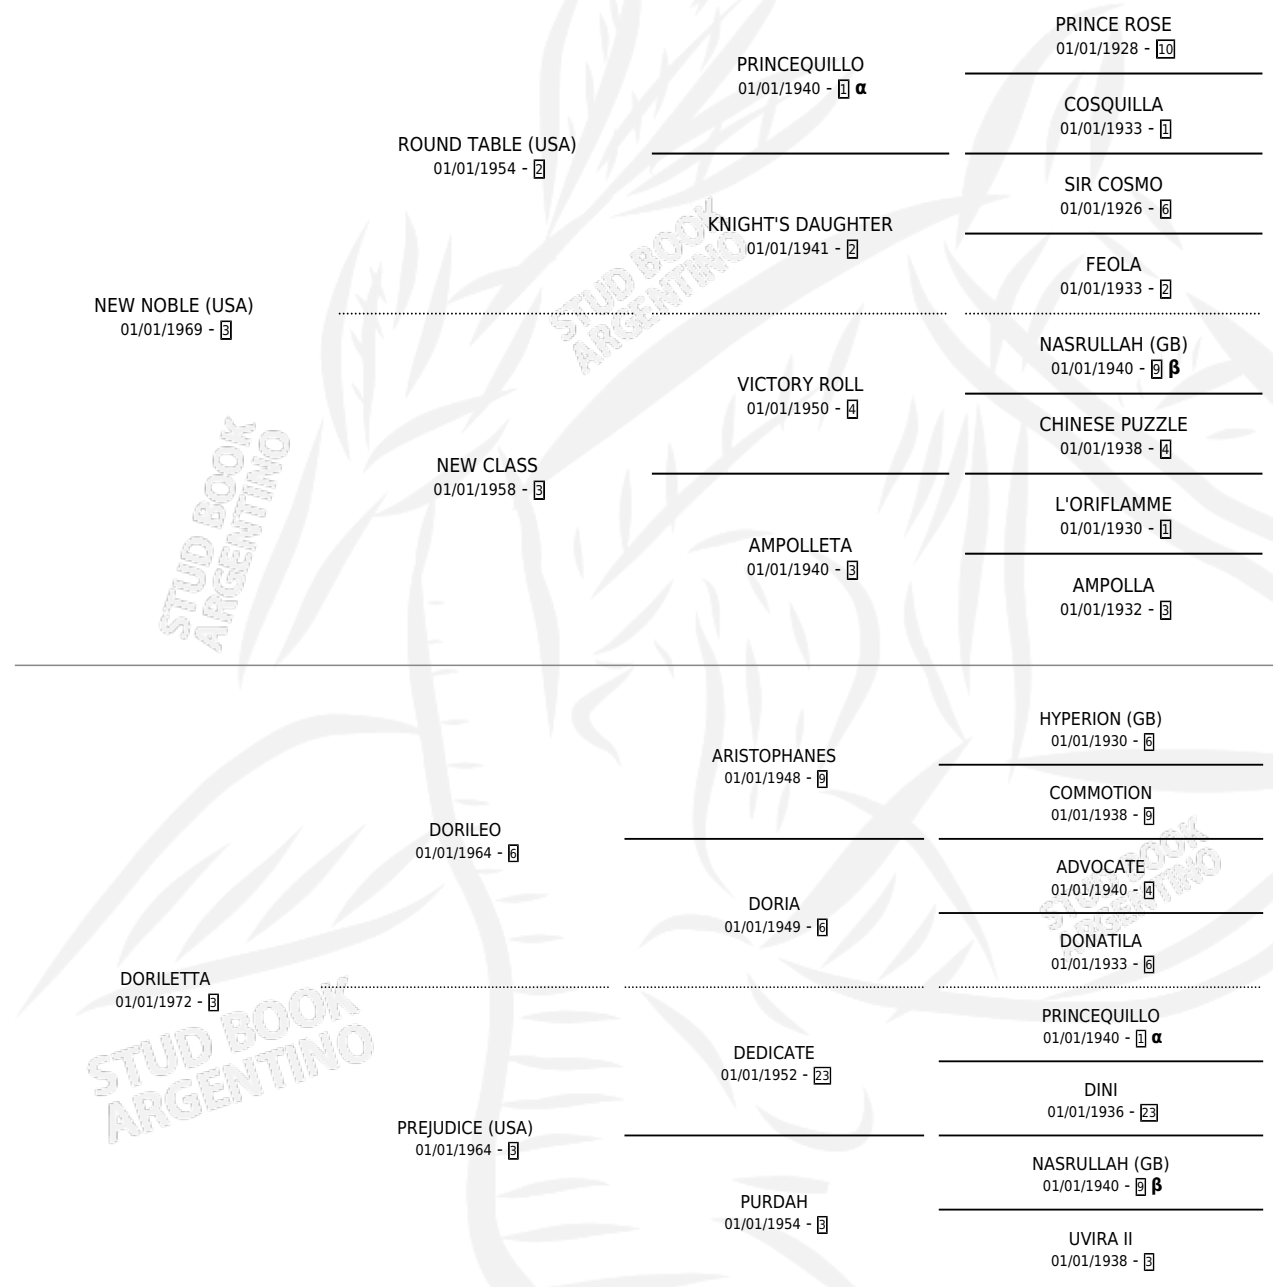 PRINCE ROSE
01/01/1928 - 10
PRINCEQUILLO
01/01/1940 - 1 α
COSQUILLA
01/01/1933 - 1
ROUND TABLE (USA)
01/01/1954 - 2
SIR COSMO
01/01/1926 - 6
KNIGHT'S DAUGHTER
01/01/1941 - 2
FEOLA
01/01/1933 - 2
NEW NOBLE (USA)
01/01/1969 - 3
NASRULLAH (GB)
01/01/1940 - 9 β
VICTORY ROLL
01/01/1950 - 4
CHINESE PUZZLE
01/01/1938 - 4
NEW CLASS
01/01/1958 - 3
L'ORIFLAMME
01/01/1930 - 1
AMPOLLETA
01/01/1940 - 3
AMPOLLA
01/01/1932 - 3
HYPERION (GB)
01/01/1930 - 6
ARISTOPHANES
01/01/1948 - 9
COMMOTION
01/01/1938 - 9
DORILEO
01/01/1964 - 6
ADVOCATE
01/01/1940 - 4
DORIA
01/01/1949 - 6
DONATILA
01/01/1933 - 6
DORILETTA
01/01/1972 - 3
PRINCEQUILLO
01/01/1940 - 1 α
DEDICATE
01/01/1952 - 23
DINI
01/01/1936 - 23
PREJUDICE (USA)
01/01/1964 - 3
NASRULLAH (GB)
01/01/1940 - 9 β
PURDAH
01/01/1954 - 3
UVIRA II
01/01/1938 - 3
STUD BOOK
ARGENTINO
STUD BOOK
ARGENTINO
STUD BOOK
ARGENTINO
STUD BOOK
ARGENTINO